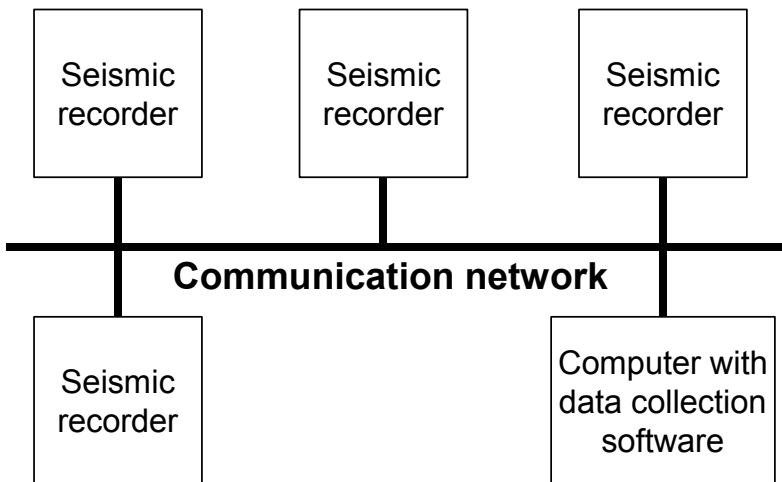 Seismic
recorder
Seismic
recorder
Seismic
recorder
Communication network
Seismic
recorder
Computer with
data collection
software